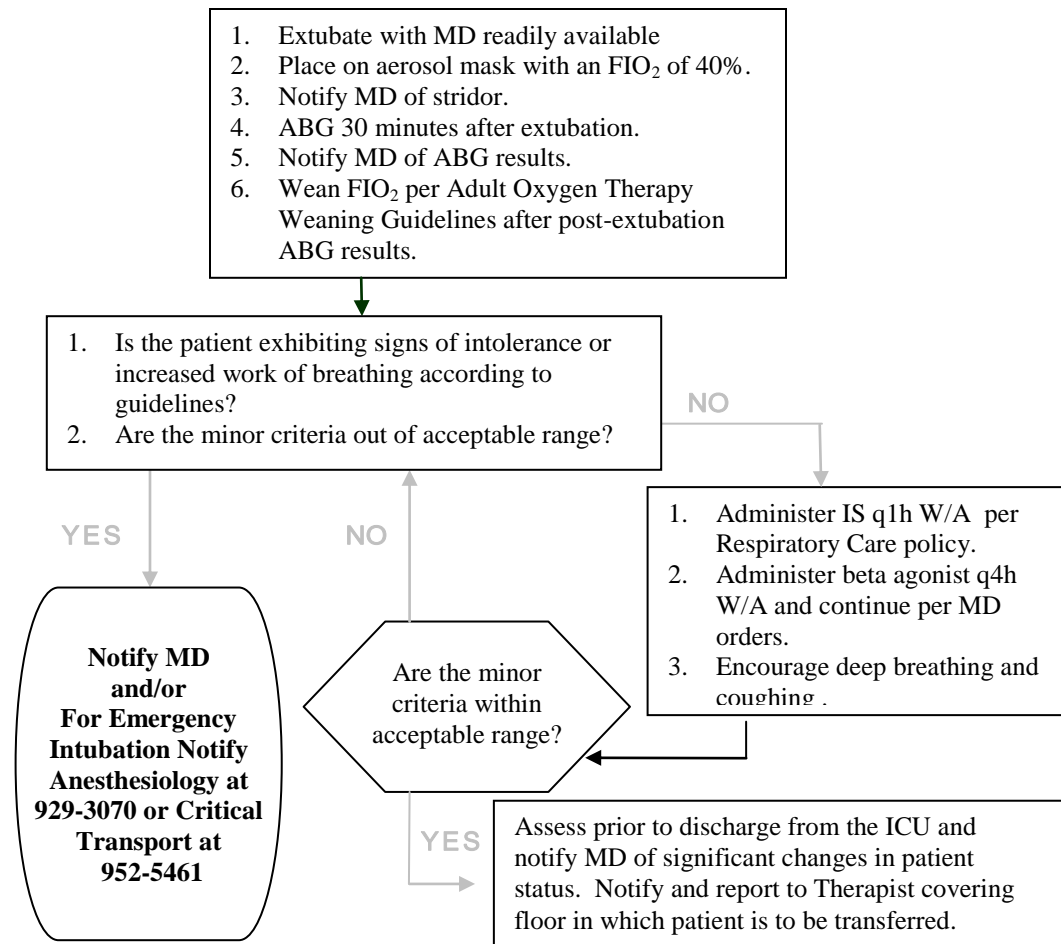 1. Extubate with MD readily available
2. Place on aerosol mask with an FIO₂ of 40%.
3. Notify MD of stridor.
4. ABG 30 minutes after extubation.
5. Notify MD of ABG results.
6. Wean FIO₂ per Adult Oxygen Therapy
Weaning Guidelines after post-extubation
ABG results.
1. Is the patient exhibiting signs of intolerance or
increased work of breathing according to
guidelines?
2. Are the minor criteria out of acceptable range?
NO
YES
NO
1. Administer IS q1h W/A per
Respiratory Care policy.
2. Administer beta agonist q4h
W/A and continue per MD
orders.
3. Encourage deep breathing and
coughing .
Notify MD
and/or
For Emergency
Intubation Notify
Anesthesiology at
929-3070 or Critical
Transport at
952-5461
Are the minor
criteria within
acceptable range?
YES
Assess prior to discharge from the ICU and
notify MD of significant changes in patient
status. Notify and report to Therapist covering
floor in which patient is to be transferred.